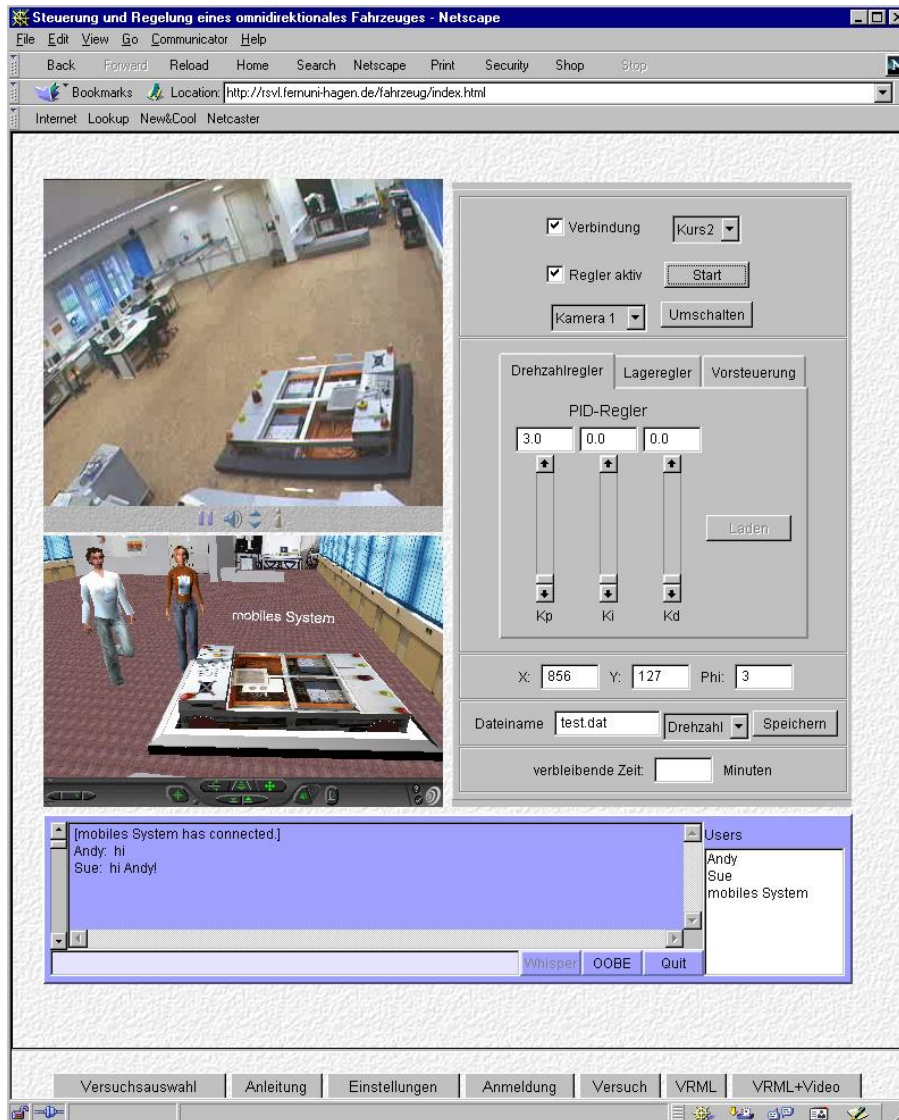 Steuerung und Regelung eines omnidirektionales Fahrzeuges - Netscape
File Edit View Go Communicator Help
Back Forward Reload Home Search Netscape Print Security Shop Stop
N
Bookmarks Location: http://rsvl.fernuni-hagen.de/fahrzeug/index.html
Internet Lookup New&Cool Netcaster
Verbindung Kurs2
Regler aktiv Start
Kamera 1 Umschalten
Drehzahlregler Lageregler Vorsteuerung
PID-Regler
3.0 0.0 0.0
Laden
Kp Ki Kd
mobiles System
X: 856 Y: 127 Phi: 3
Dateiname test.dat Drehzahl Speichern
verbleibende Zeit: Minuten
[mobiles System has connected.]
Andy: hi
Sue: hi Andy!
Users
Andy
Sue
mobiles System
Whisper OOBE Quit
Versuchsauswahl Anleitung Einstellungen Anmeldung Versuch VRML VRML+Video